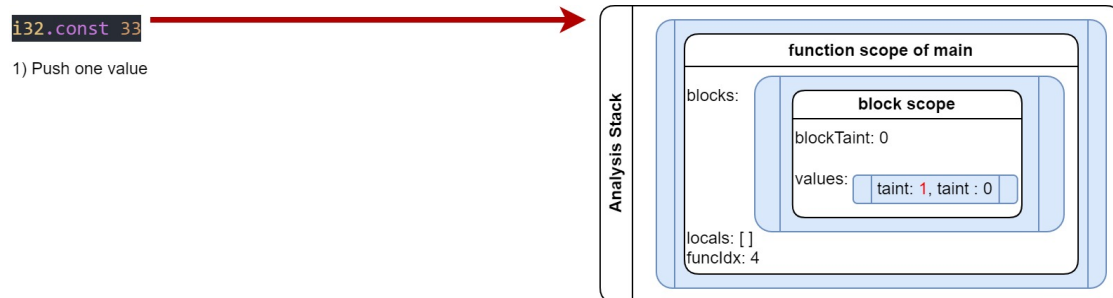 i32.const 33
1) Push one value
Analysis Stack
function scope of main
blocks:
block scope
blockTaint: 0
values:
taint: 1, taint : 0
locals: [ ]
funcIdx: 4